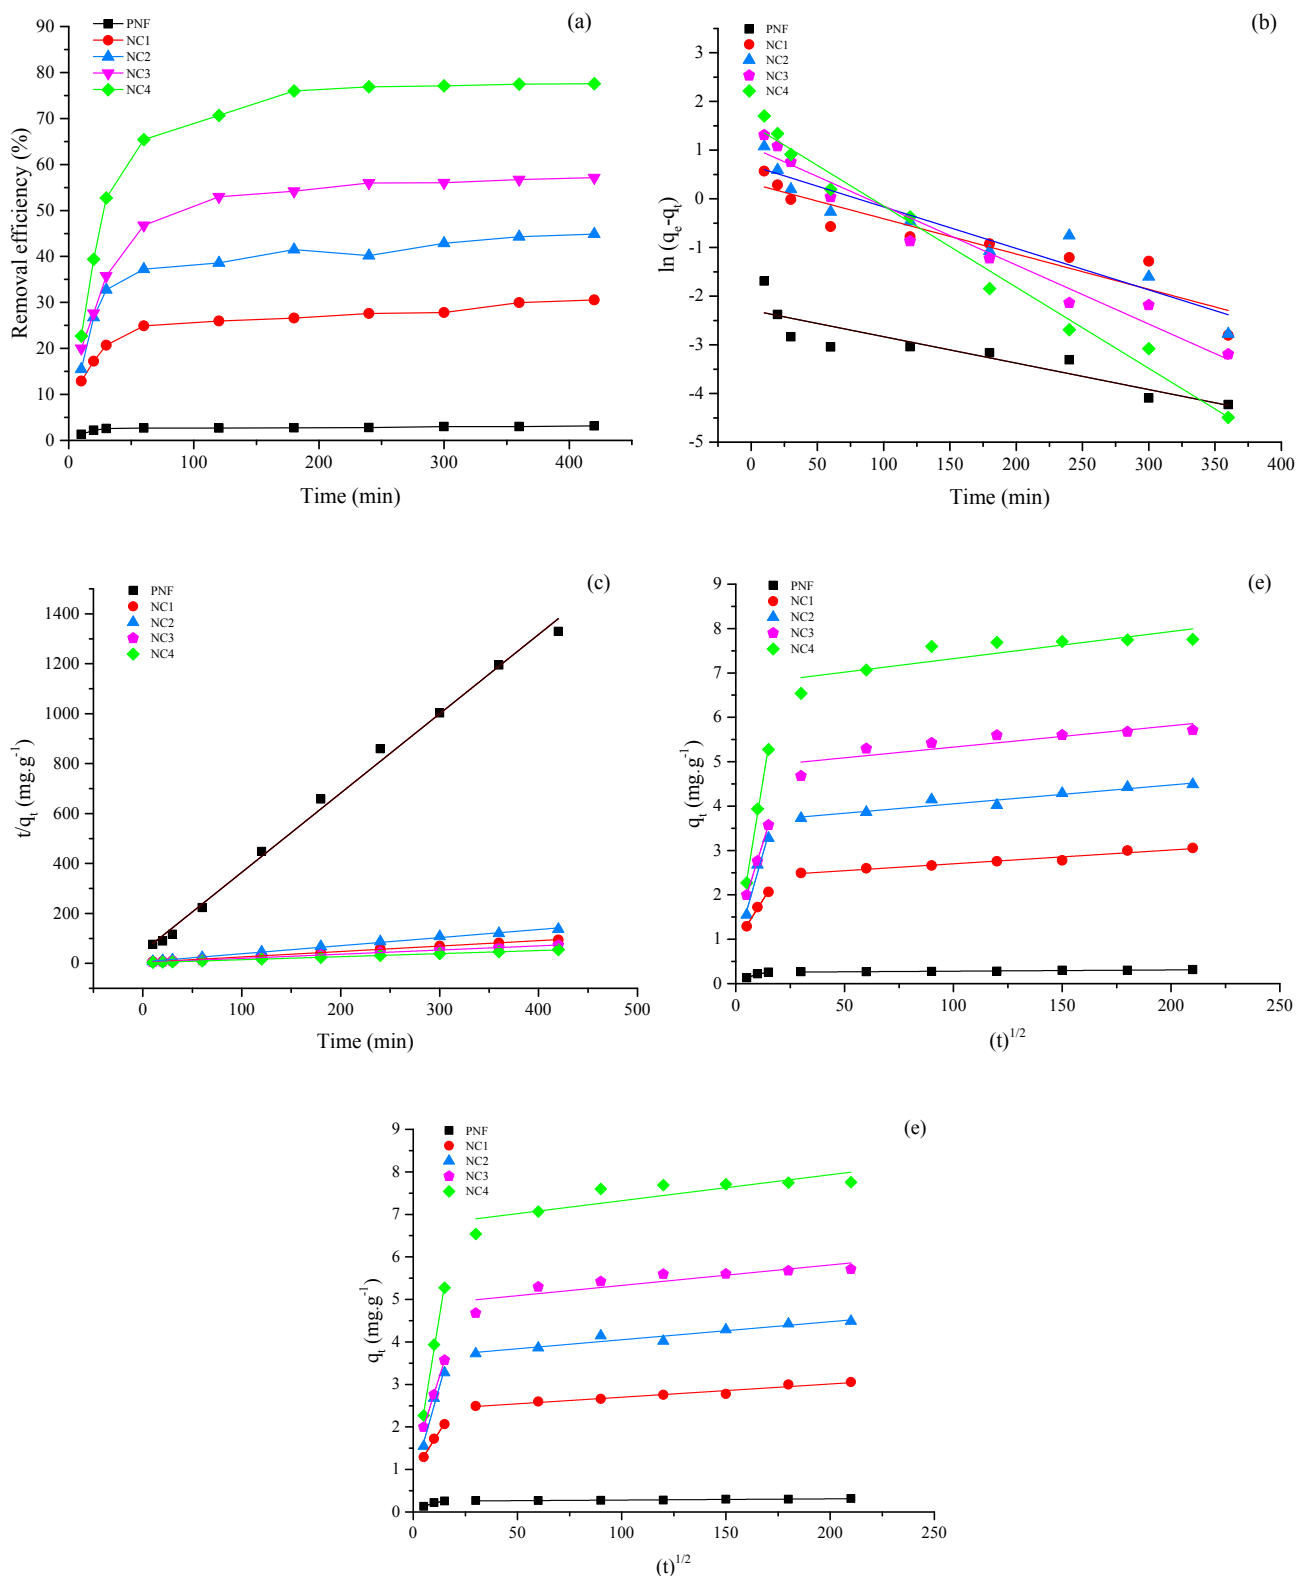 (a)
PNF
NC1
NC2
NC3
NC4
Removal efficiency (%)
90
80
70
60
50
40
30
20
10
0
0 100 200 300 400
Time (min)
(b)
PNF
NC1
NC2
NC3
NC4
ln (qₑ-qₜ)
3
2
1
0
-1
-2
-3
-4
-5
0 50 100 150 200 250 300 350 400
Time (min)
(c)
PNF
NC1
NC2
NC3
NC4
t/qₜ (mg.g⁻¹)
1400
1200
1000
800
600
400
200
0
0 100 200 300 400 500
Time (min)
(e)
PNF
NC1
NC2
NC3
NC4
qₜ (mg.g⁻¹)
9
8
7
6
5
4
3
2
1
0
0 50 100 150 200 250
(t)¹/²
(e)
PNF
NC1
NC2
NC3
NC4
qₜ (mg.g⁻¹)
9
8
7
6
5
4
3
2
1
0
0 50 100 150 200 250
(t)¹/²